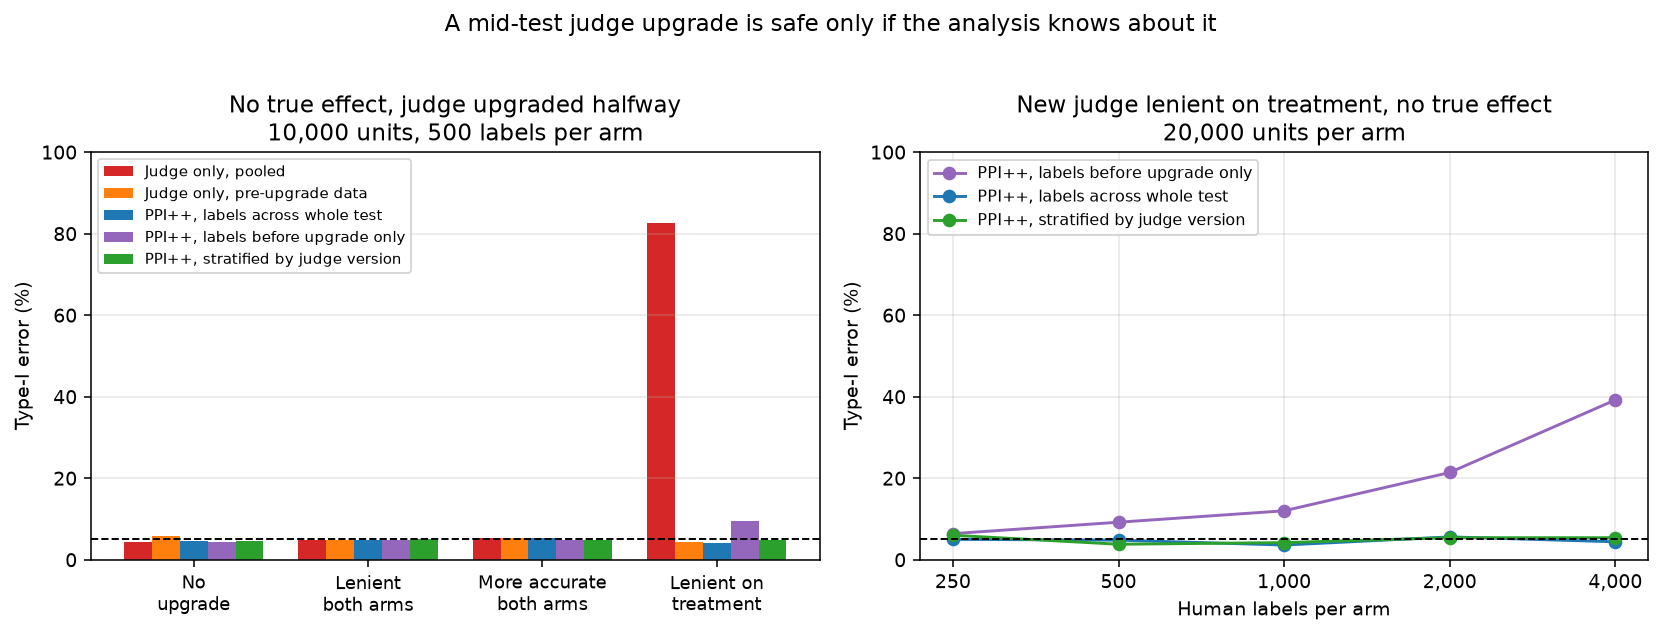 A mid-test judge upgrade is safe only if the analysis knows about it
No true effect, judge upgraded halfway
10,000 units, 500 labels per arm
Type-I error (%)
100
80
60
40
20
0
Judge only, pooled
Judge only, pre-upgrade data
PPI++, labels across whole test
PPI++, labels before upgrade only
PPI++, stratified by judge version
No
upgrade
Lenient
both arms
More accurate
both arms
Lenient on
treatment
New judge lenient on treatment, no true effect
20,000 units per arm
Type-I error (%)
100
80
60
40
20
0
PPI++, labels before upgrade only
PPI++, labels across whole test
PPI++, stratified by judge version
250
500
1,000
2,000
4,000
Human labels per arm